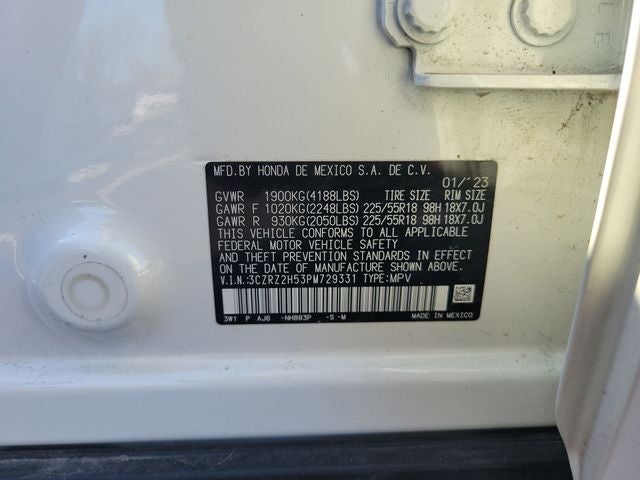 MFD.BY HONDA DE MEXICO S.A. DE C.V.
01/'23
GVWR 1900KG(4188LBS) TIRE SIZE RIM SIZE
GAWR F 1020KG(2248LBS) 225/55R18 98H 18X7.0J
GAWR R 930KG(2050LBS) 225/55R18 98H 18X7.0J
THIS VEHICLE CONFORMS TO ALL APPLICABLE
FEDERAL MOTOR VEHICLE SAFETY
AND THEFT PREVENTION STANDARDS IN EFFECT
ON THE DATE OF MANUFACTURE SHOWN ABOVE.
V.I.N.:3CZRZ2H53PM729331 TYPE:MPV
3W1 P AJ6 -NH883P -S -M MADE IN MEXICO